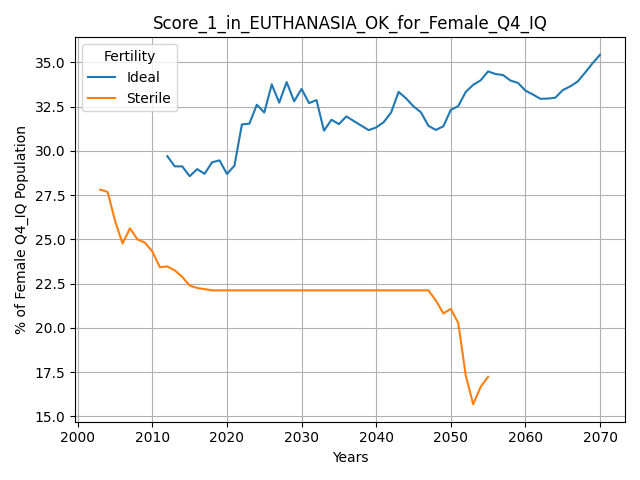 Score_1_in_EUTHANASIA_OK_for_Female_Q4_IQ
Fertility
Ideal
Sterile
% of Female Q4_IQ Population
35.0
32.5
30.0
27.5
25.0
22.5
20.0
17.5
15.0
2000 2010 2020 2030 2040 2050 2060 2070
Years